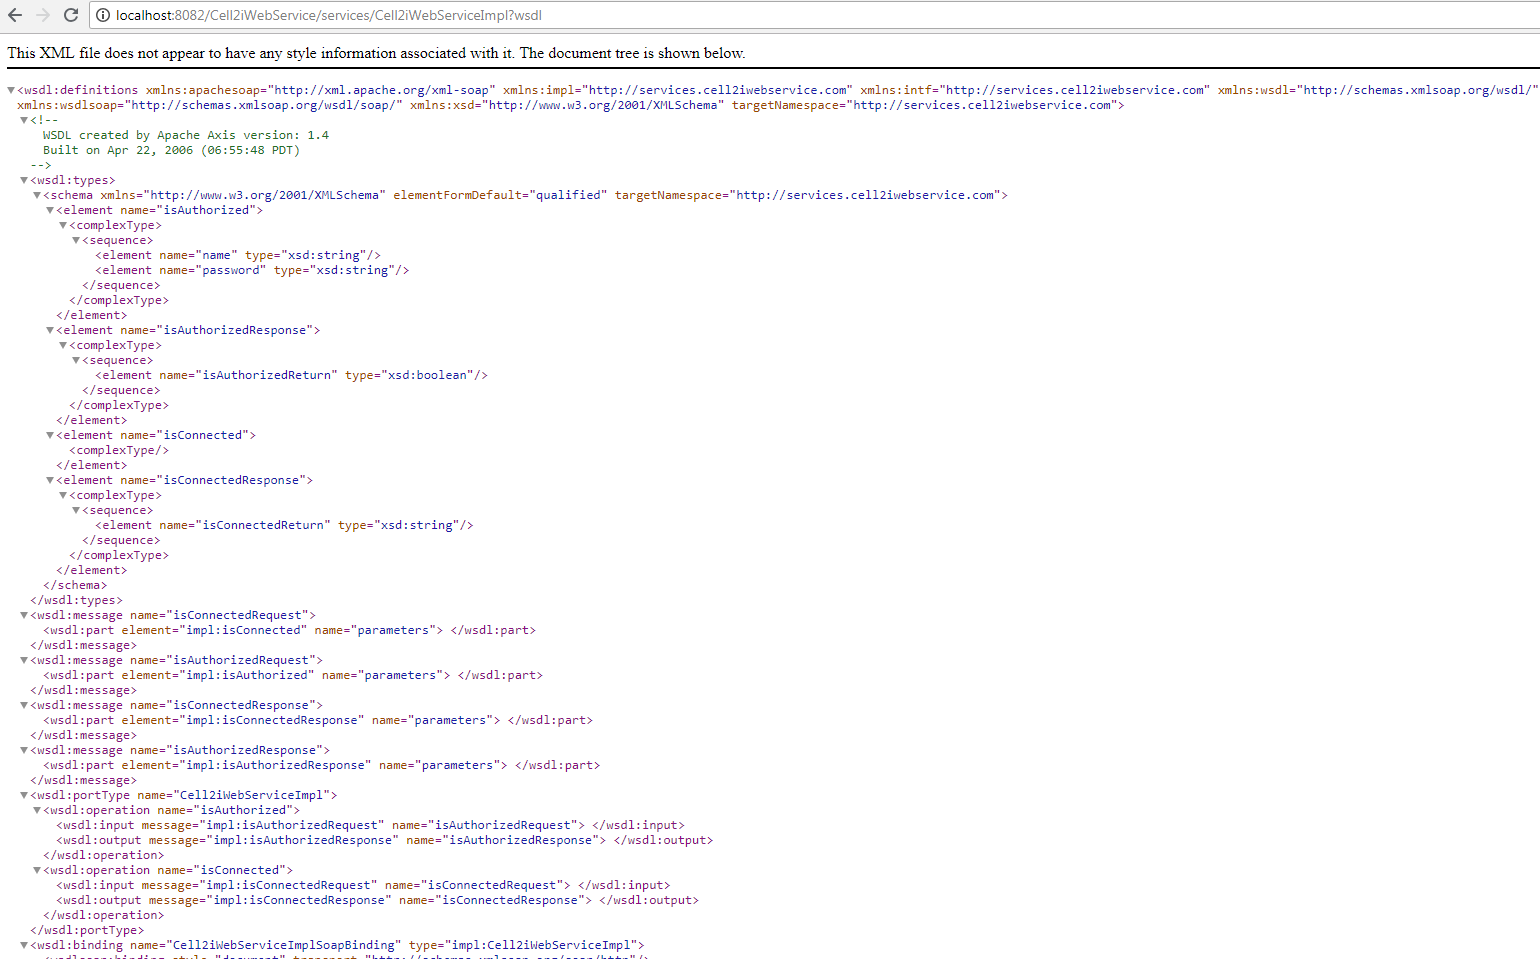 localhost:8082/Cell2iWebService/services/Cell2iWebServiceImpl?wsdl
This XML file does not appear to have any style information associated with it. The document tree is shown below.
▼<wsdl:definitions xmlns:apachesoap="http://xml.apache.org/xml-soap" xmlns:impl="http://services.cell2iwebservice.com" xmlns:intf="http://services.cell2iwebservice.com" xmlns:wsdl="http://schemas.xmlsoap.org/wsdl/"
xmlns:wsdlsoap="http://schemas.xmlsoap.org/wsdl/soap/" xmlns:xsd="http://www.w3.org/2001/XMLSchema" targetNamespace="http://services.cell2iwebservice.com">
▼<!--
WSDL created by Apache Axis version: 1.4
Built on Apr 22, 2006 (06:55:48 PDT)
-->
▼<wsdl:types>
▼<schema xmlns="http://www.w3.org/2001/XMLSchema" elementFormDefault="qualified" targetNamespace="http://services.cell2iwebservice.com">
▼<element name="isAuthorized">
▼<complexType>
▼<sequence>
<element name="name" type="xsd:string"/>
<element name="password" type="xsd:string"/>
</sequence>
</complexType>
</element>
▼<element name="isAuthorizedResponse">
▼<complexType>
▼<sequence>
<element name="isAuthorizedReturn" type="xsd:boolean"/>
</sequence>
</complexType>
</element>
▼<element name="isConnected">
<complexType/>
</element>
▼<element name="isConnectedResponse">
▼<complexType>
▼<sequence>
<element name="isConnectedReturn" type="xsd:string"/>
</sequence>
</complexType>
</element>
</schema>
</wsdl:types>
▼<wsdl:message name="isConnectedRequest">
<wsdl:part element="impl:isConnected" name="parameters"> </wsdl:part>
</wsdl:message>
▼<wsdl:message name="isAuthorizedRequest">
<wsdl:part element="impl:isAuthorized" name="parameters"> </wsdl:part>
</wsdl:message>
▼<wsdl:message name="isConnectedResponse">
<wsdl:part element="impl:isConnectedResponse" name="parameters"> </wsdl:part>
</wsdl:message>
▼<wsdl:message name="isAuthorizedResponse">
<wsdl:part element="impl:isAuthorizedResponse" name="parameters"> </wsdl:part>
</wsdl:message>
▼<wsdl:portType name="Cell2iWebServiceImpl">
▼<wsdl:operation name="isAuthorized">
<wsdl:input message="impl:isAuthorizedRequest" name="isAuthorizedRequest"> </wsdl:input>
<wsdl:output message="impl:isAuthorizedResponse" name="isAuthorizedResponse"> </wsdl:output>
</wsdl:operation>
▼<wsdl:operation name="isConnected">
<wsdl:input message="impl:isConnectedRequest" name="isConnectedRequest"> </wsdl:input>
<wsdl:output message="impl:isConnectedResponse" name="isConnectedResponse"> </wsdl:output>
</wsdl:operation>
</wsdl:portType>
▼<wsdl:binding name="Cell2iWebServiceImplSoapBinding" type="impl:Cell2iWebServiceImpl">
<wsdlsoap:binding style="document" transport="http://schemas.xmlsoap.org/soap/http"/>